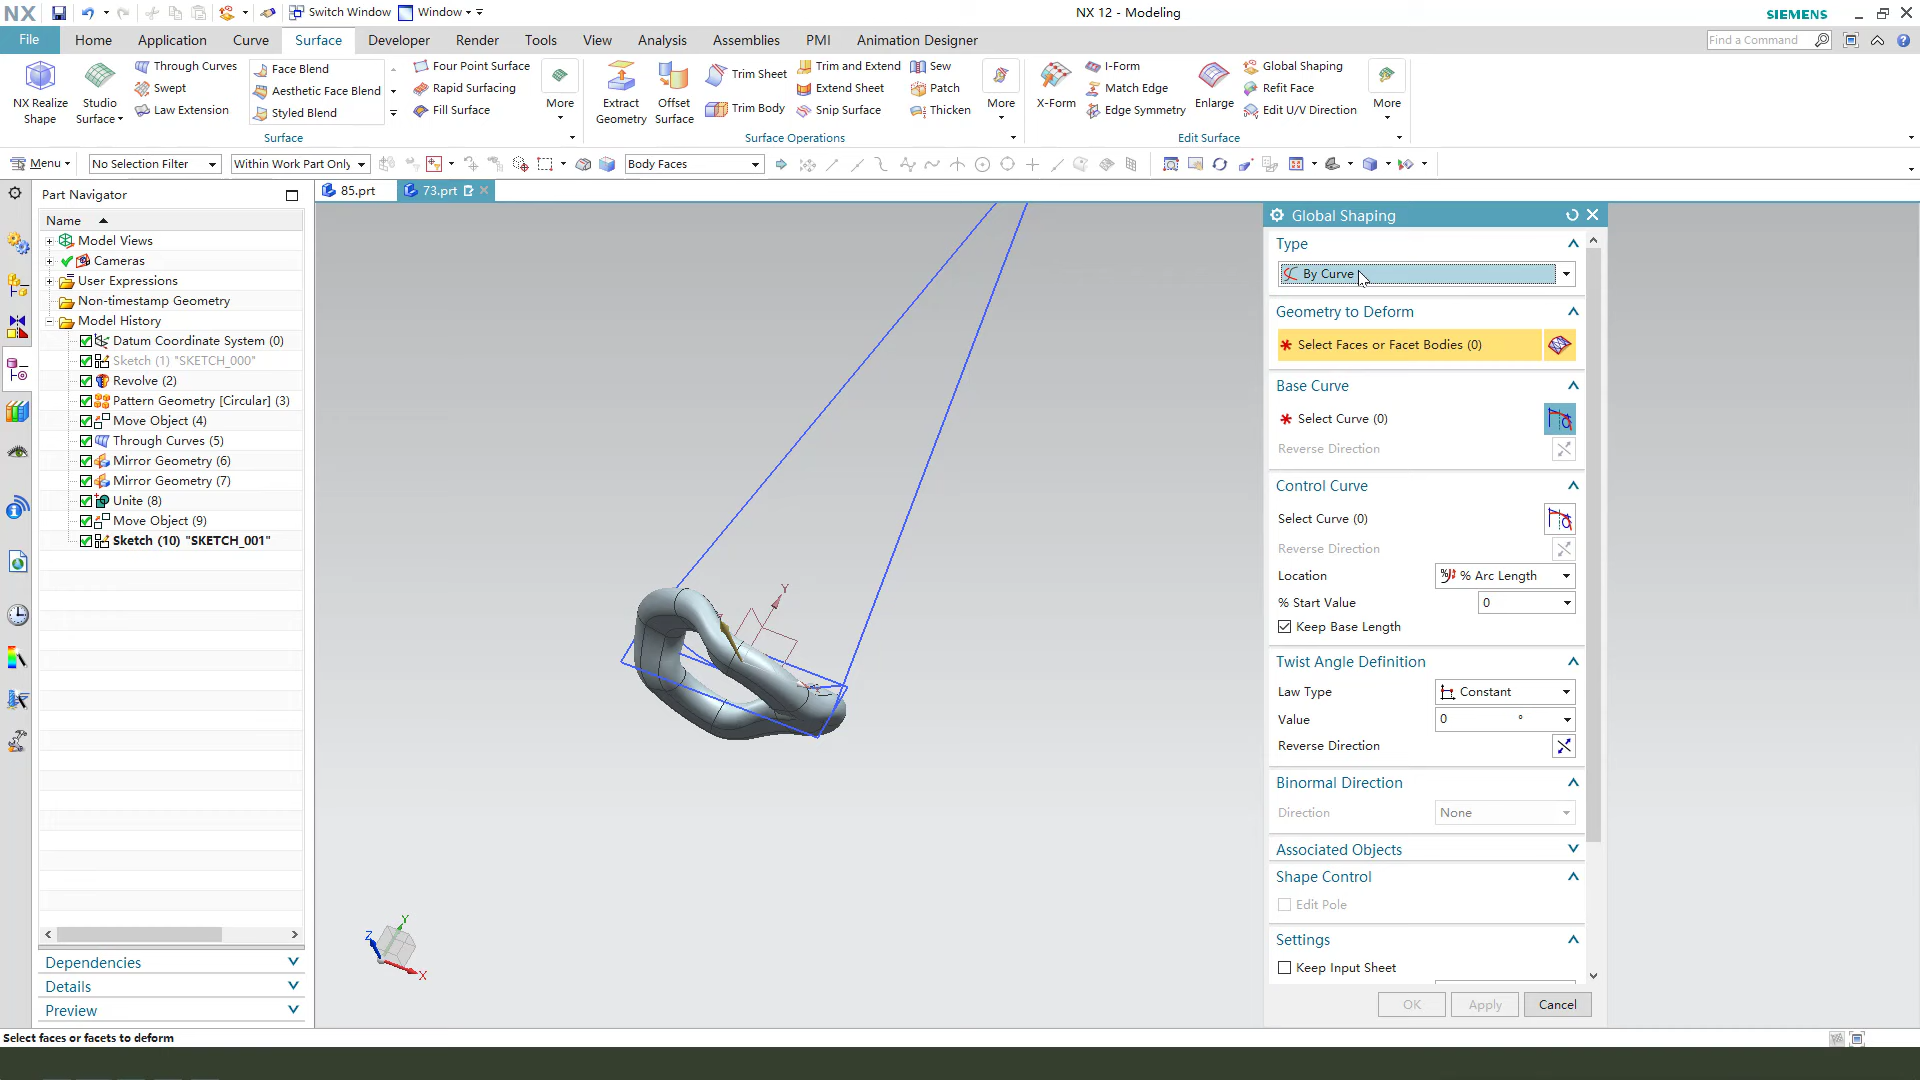 NX
Switch Window
Window
NX 12 - Modeling
SIEMENS
File
Home
Application
Curve
Surface
Developer
Render
Tools
View
Analysis
Assemblies
PMI
Animation Designer
Find a Command
NX Realize
Shape
Studio
Surface
Through Curves
Swept
Law Extension
Face Blend
Aesthetic Face Blend
Styled Blend
Four Point Surface
Rapid Surfacing
Fill Surface
More
Surface
Extract
Geometry
Offset
Surface
Trim Sheet
Trim Body
Trim and Extend
Extend Sheet
Snip Surface
Sew
Patch
Thicken
More
Surface Operations
X-Form
I-Form
Match Edge
Edge Symmetry
Enlarge
Global Shaping
Refit Face
Edit U/V Direction
More
Edit Surface
Menu
No Selection Filter
Within Work Part Only
Body Faces
Part Navigator
Name
Model Views
Cameras
User Expressions
Non-timestamp Geometry
Model History
Datum Coordinate System (0)
Sketch (1) "SKETCH_000"
Revolve (2)
Pattern Geometry [Circular] (3)
Move Object (4)
Through Curves (5)
Mirror Geometry (6)
Mirror Geometry (7)
Unite (8)
Move Object (9)
Sketch (10) "SKETCH_001"
Dependencies
Details
Preview
85.prt
73.prt
Y
Y
Z
X
Global Shaping
Type
By Curve
Geometry to Deform
* Select Faces or Facet Bodies (0)
Base Curve
* Select Curve (0)
Reverse Direction
Control Curve
Select Curve (0)
Reverse Direction
Location
% Arc Length
% Start Value
0
Keep Base Length
Twist Angle Definition
Law Type
Constant
Value
0 °
Reverse Direction
Binormal Direction
Direction
None
Associated Objects
Shape Control
Edit Pole
Settings
Keep Input Sheet
OK
Apply
Cancel
Select faces or facets to deform